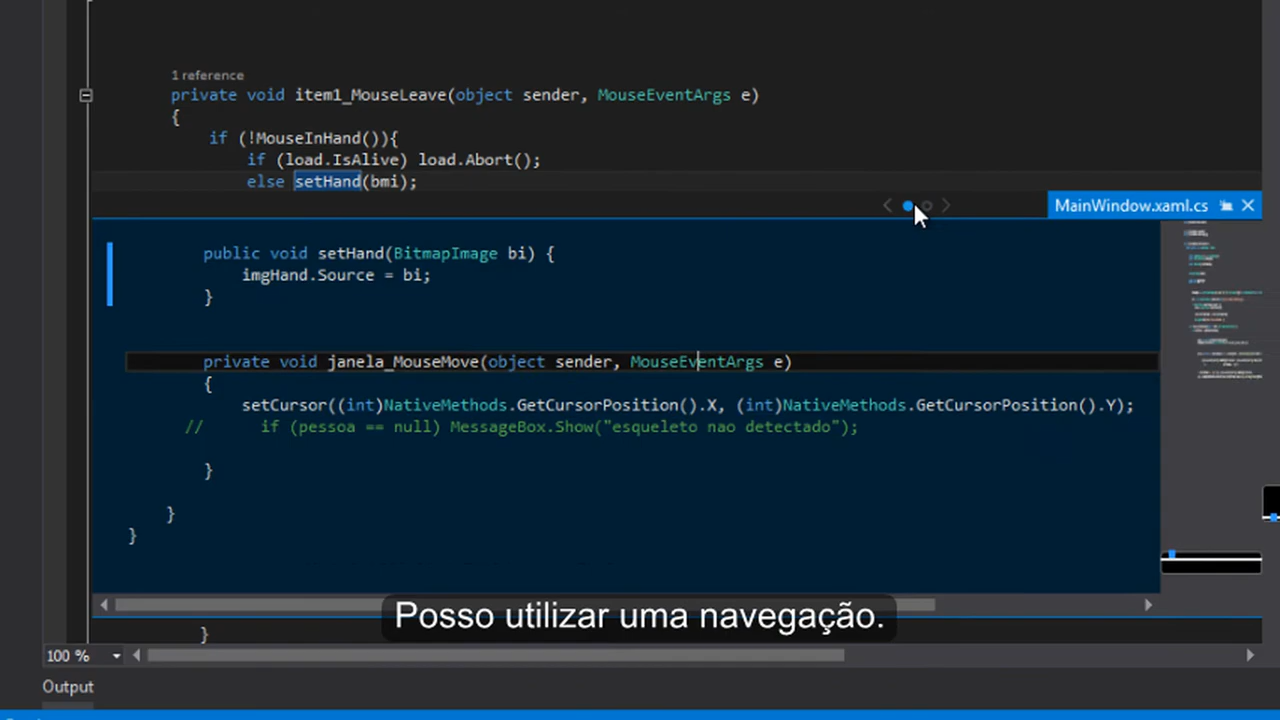 1 reference
private void item1_MouseLeave(object sender, MouseEventArgs e)
{
if (!MouseInHand()){
if (load.IsAlive) load.Abort();
else setHand(bmi);
MainWindow.xaml.cs
public void setHand(BitmapImage bi) {
imgHand.Source = bi;
}
private void janela_MouseMove(object sender, MouseEventArgs e)
{
setCursor((int)NativeMethods.GetCursorPosition().X, (int)NativeMethods.GetCursorPosition().Y);
// if (pessoa == null) MessageBox.Show("esqueleto nao detectado");
}
}
}
Posso utilizar uma navegação.
}
100 %
Output